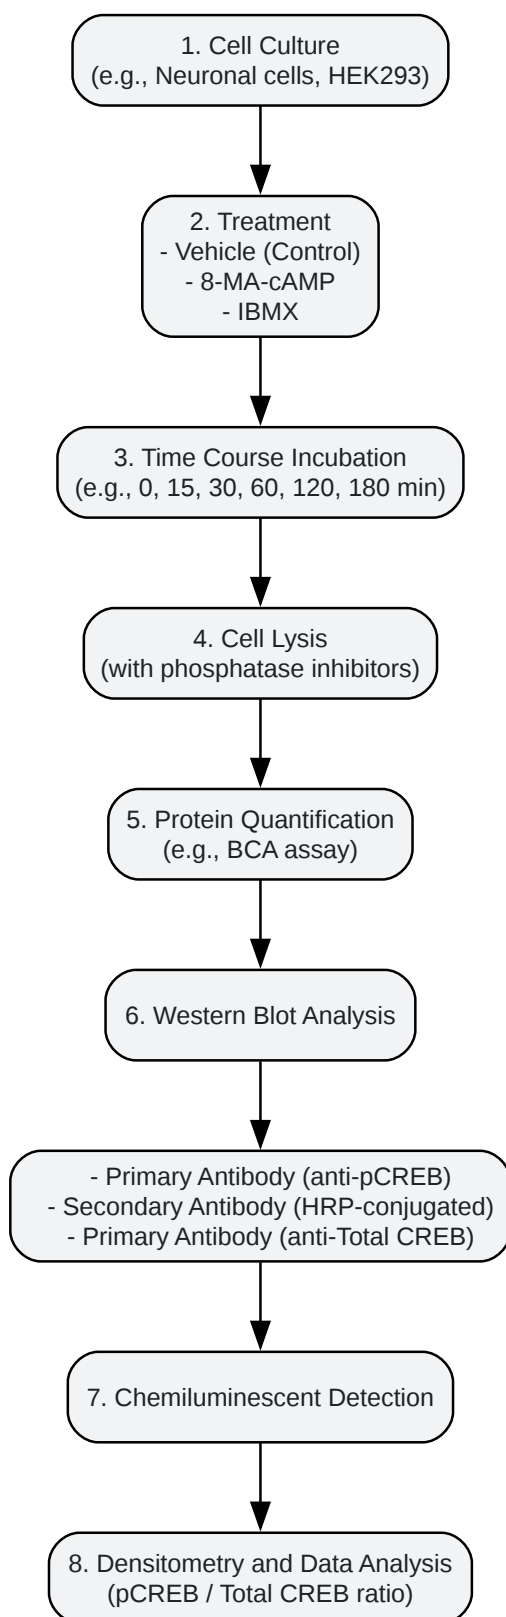 1. Cell Culture
(e.g., Neuronal cells, HEK293)
2. Treatment
- Vehicle (Control)
- 8-MA-cAMP
- IBMX
3. Time Course Incubation
(e.g., 0, 15, 30, 60, 120, 180 min)
4. Cell Lysis
(with phosphatase inhibitors)
5. Protein Quantification
(e.g., BCA assay)
6. Western Blot Analysis
- Primary Antibody (anti-pCREB)
- Secondary Antibody (HRP-conjugated)
- Primary Antibody (anti-Total CREB)
7. Chemiluminescent Detection
8. Densitometry and Data Analysis
(pCREB / Total CREB ratio)